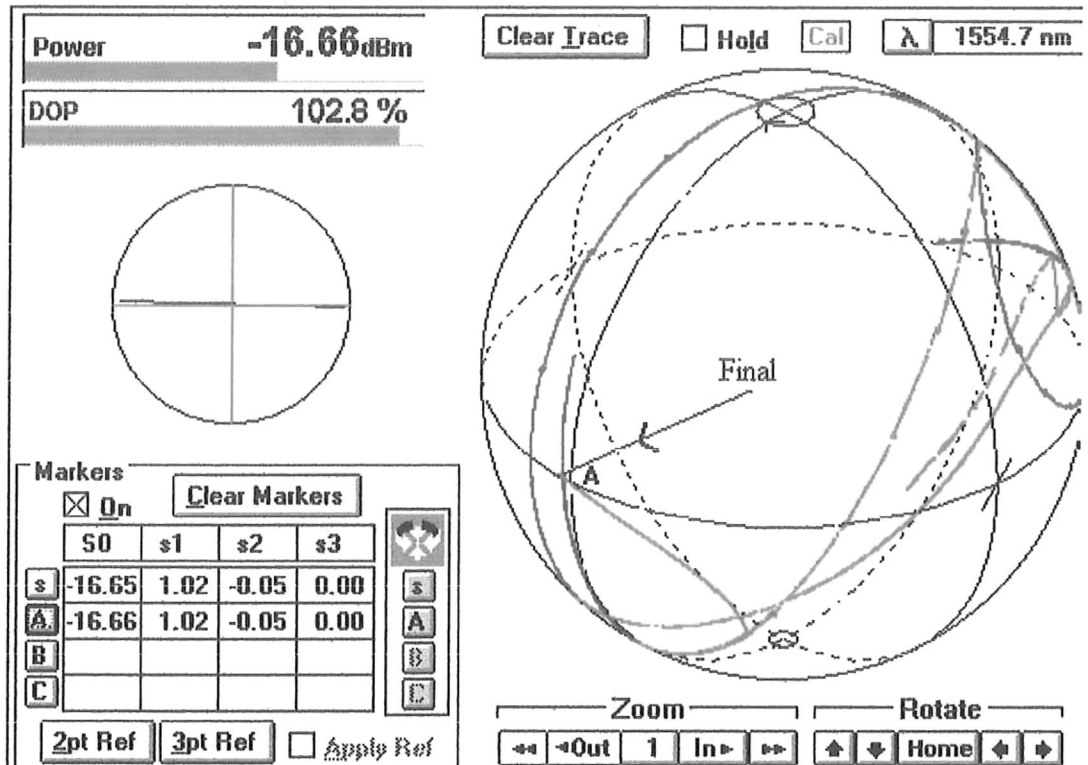 Power -16.66dBm
DOP 102.8 %
Clear Trace Hold Cal λ 1554.7 nm
Final
A
Markers
On Clear Markers
S0 s1 s2 s3
s -16.65 1.02 -0.05 0.00 s
A -16.66 1.02 -0.05 0.00 A
B B
C C
2pt Ref 3pt Ref Apply Ref
Zoom
Out 1 In
Rotate
Home